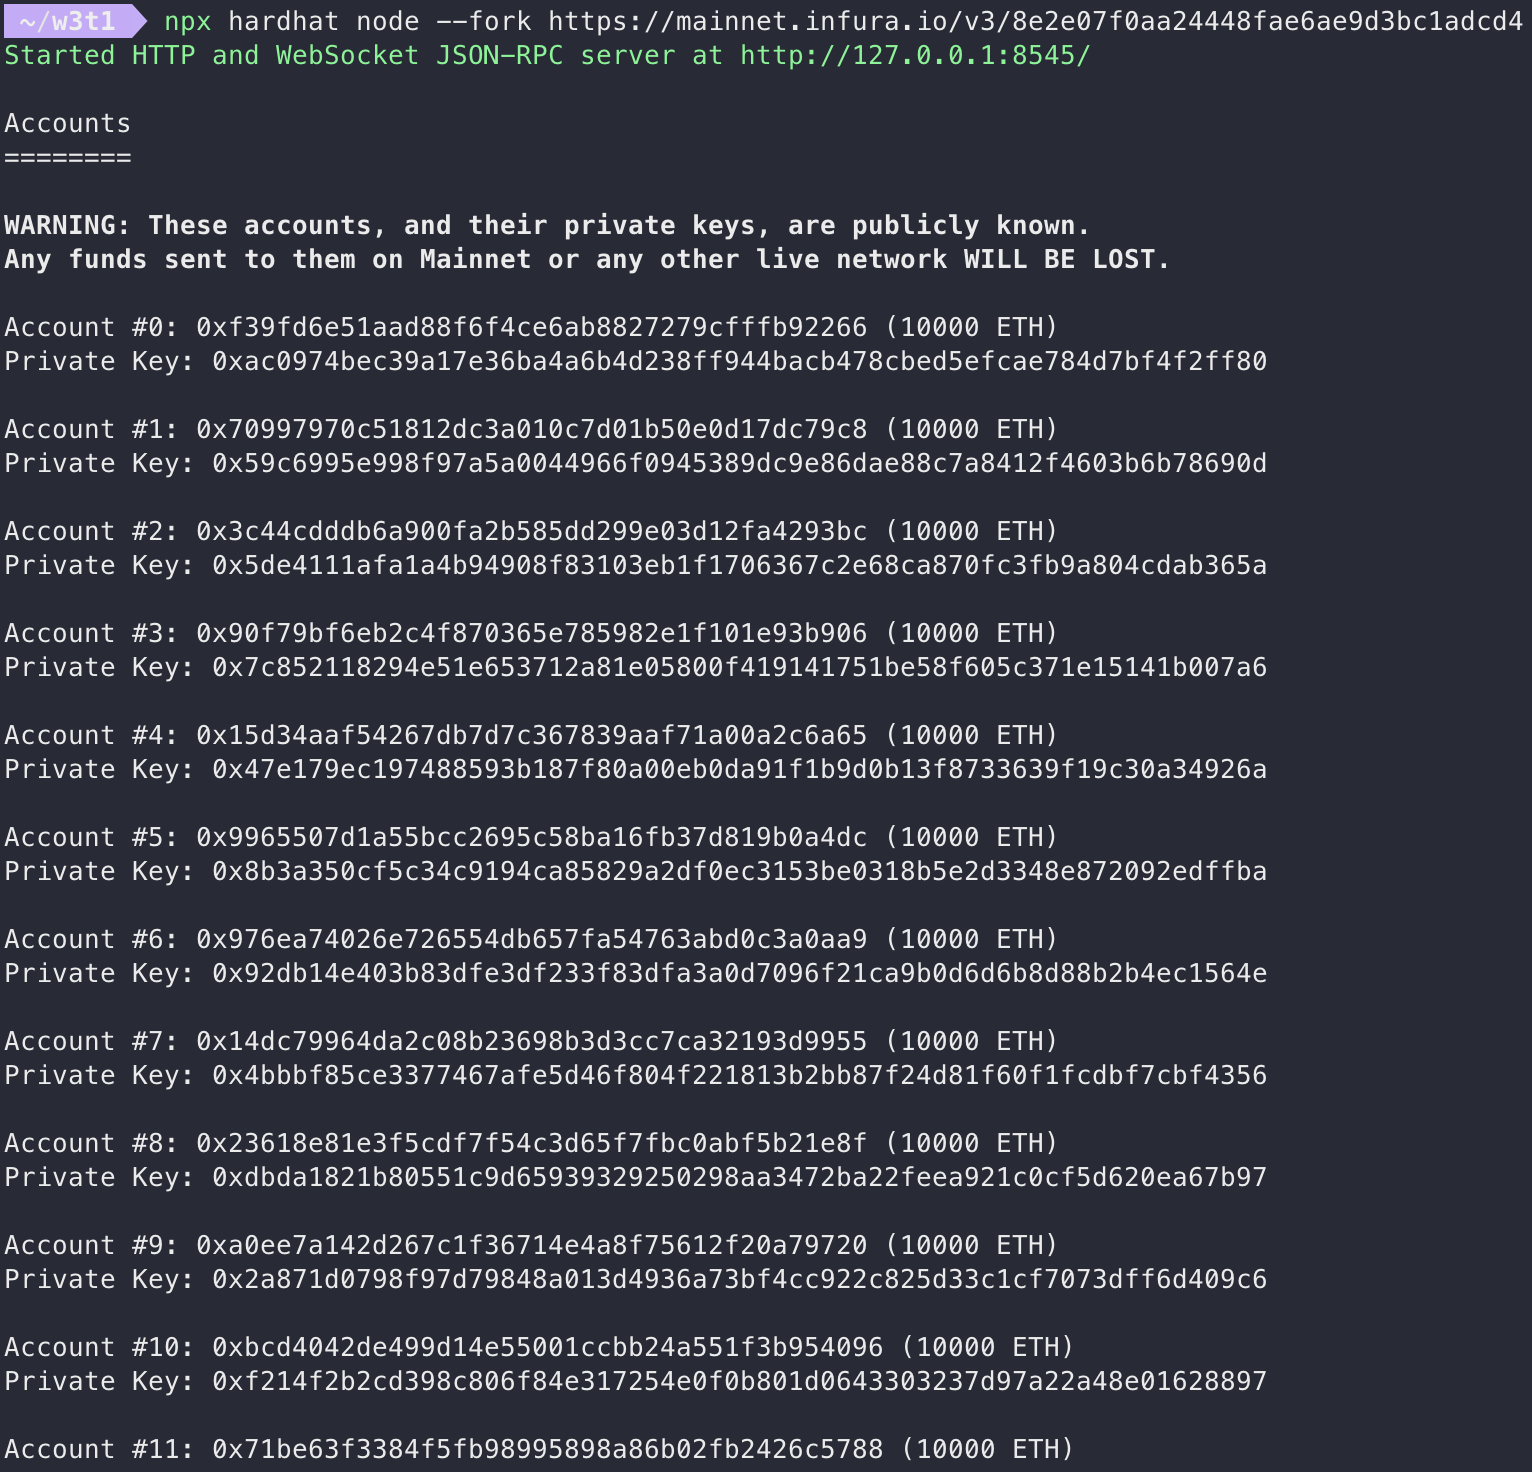 ~/w3t1 npx hardhat node --fork https://mainnet.infura.io/v3/8e2e07f0aa24448fae6ae9d3bc1adcd4
Started HTTP and WebSocket JSON-RPC server at http://127.0.0.1:8545/
Accounts
========
WARNING: These accounts, and their private keys, are publicly known.
Any funds sent to them on Mainnet or any other live network WILL BE LOST.
Account #0: 0xf39fd6e51aad88f6f4ce6ab8827279cfffb92266 (10000 ETH)
Private Key: 0xac0974bec39a17e36ba4a6b4d238ff944bacb478cbed5efcae784d7bf4f2ff80
Account #1: 0x70997970c51812dc3a010c7d01b50e0d17dc79c8 (10000 ETH)
Private Key: 0x59c6995e998f97a5a0044966f0945389dc9e86dae88c7a8412f4603b6b78690d
Account #2: 0x3c44cdddb6a900fa2b585dd299e03d12fa4293bc (10000 ETH)
Private Key: 0x5de4111afa1a4b94908f83103eb1f1706367c2e68ca870fc3fb9a804cdab365a
Account #3: 0x90f79bf6eb2c4f870365e785982e1f101e93b906 (10000 ETH)
Private Key: 0x7c852118294e51e653712a81e05800f419141751be58f605c371e15141b007a6
Account #4: 0x15d34aaf54267db7d7c367839aaf71a00a2c6a65 (10000 ETH)
Private Key: 0x47e179ec197488593b187f80a00eb0da91f1b9d0b13f8733639f19c30a34926a
Account #5: 0x9965507d1a55bcc2695c58ba16fb37d819b0a4dc (10000 ETH)
Private Key: 0x8b3a350cf5c34c9194ca85829a2df0ec3153be0318b5e2d3348e872092edffba
Account #6: 0x976ea74026e726554db657fa54763abd0c3a0aa9 (10000 ETH)
Private Key: 0x92db14e403b83dfe3df233f83dfa3a0d7096f21ca9b0d6d6b8d88b2b4ec1564e
Account #7: 0x14dc79964da2c08b23698b3d3cc7ca32193d9955 (10000 ETH)
Private Key: 0x4bbbf85ce3377467afe5d46f804f221813b2bb87f24d81f60f1fcdbf7cbf4356
Account #8: 0x23618e81e3f5cdf7f54c3d65f7fbc0abf5b21e8f (10000 ETH)
Private Key: 0xdbda1821b80551c9d65939329250298aa3472ba22feea921c0cf5d620ea67b97
Account #9: 0xa0ee7a142d267c1f36714e4a8f75612f20a79720 (10000 ETH)
Private Key: 0x2a871d0798f97d79848a013d4936a73bf4cc922c825d33c1cf7073dff6d409c6
Account #10: 0xbcd4042de499d14e55001ccbb24a551f3b954096 (10000 ETH)
Private Key: 0xf214f2b2cd398c806f84e317254e0f0b801d0643303237d97a22a48e01628897
Account #11: 0x71be63f3384f5fb98995898a86b02fb2426c5788 (10000 ETH)